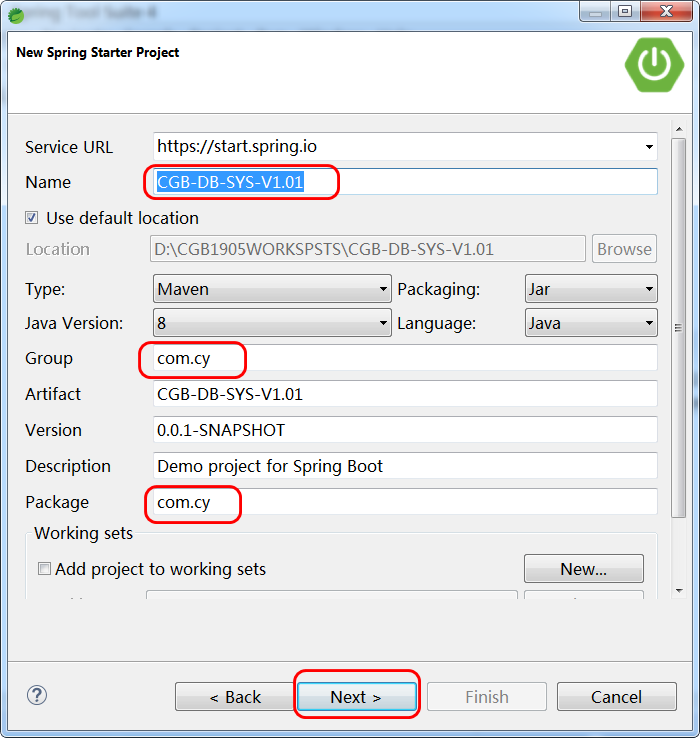 Spring Tool Suite 4
New Spring Starter Project
Service URL https://start.spring.io
Name CGB-DB-SYS-V1.01
Use default location
Location D:\CGB1905WORKSPSTS\CGB-DB-SYS-V1.01 Browse
Type: Maven Packaging: Jar
Java Version: 8 Language: Java
Group com.cy
Artifact CGB-DB-SYS-V1.01
Version 0.0.1-SNAPSHOT
Description Demo project for Spring Boot
Package com.cy
Working sets
Add project to working sets New...
? < Back Next > Finish Cancel